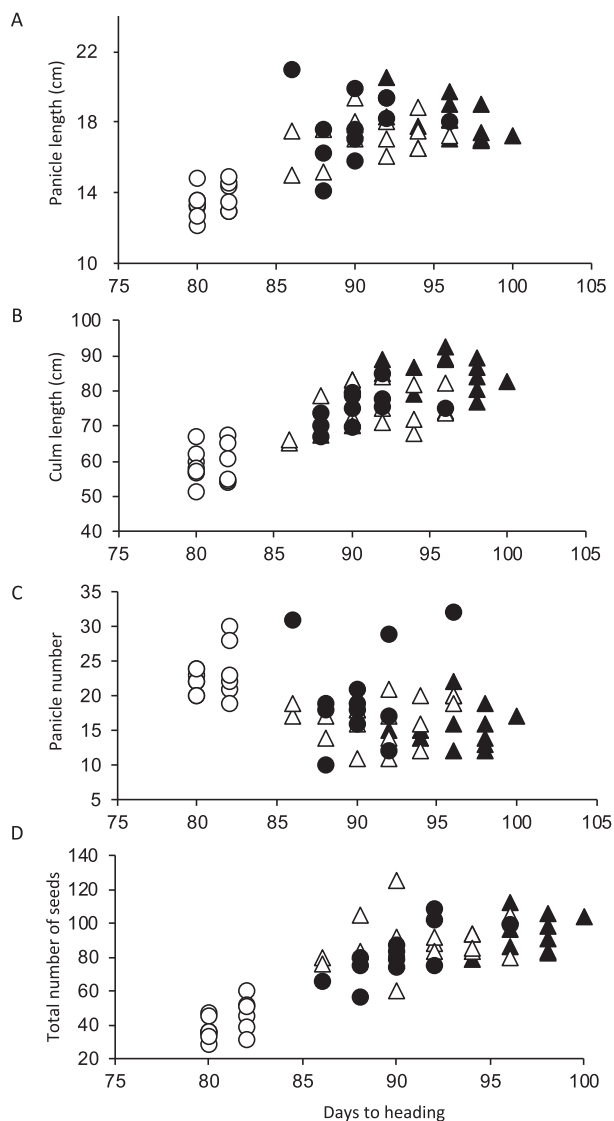 A
Panicle length (cm)
22
18
14
10
75 80 85 90 95 100 105
B
Culm length (cm)
100
90
80
70
60
50
40
75 80 85 90 95 100 105
C
Panicle number
35
30
25
20
15
10
5
75 80 85 90 95 100 105
D
Total number of seeds
140
120
100
80
60
40
20
75 80 85 90 95 100
Days to heading